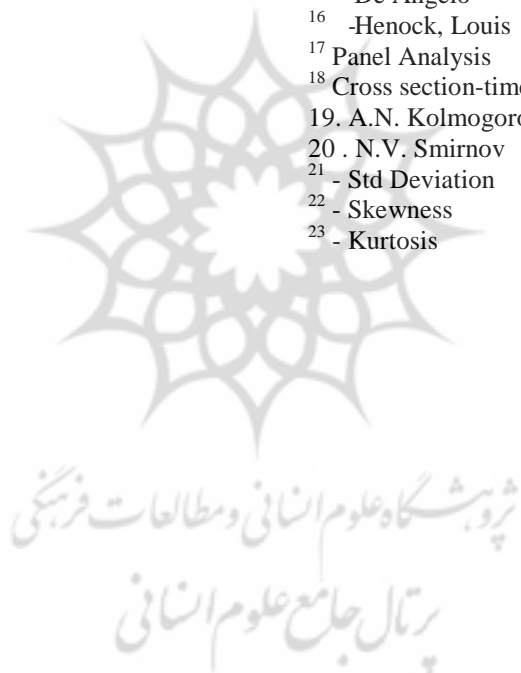 De Angelo
16 -Henock, Louis
17 Panel Analysis
18 Cross section-time
19. A.N. Kolmogoro
20 . N.V. Smirnov
21 - Std Deviation
22 - Skewness
23 - Kurtosis
پژوهشگاه علوم انسانی و مطالعات فرهنگی
پرتال جامع علوم انسانی